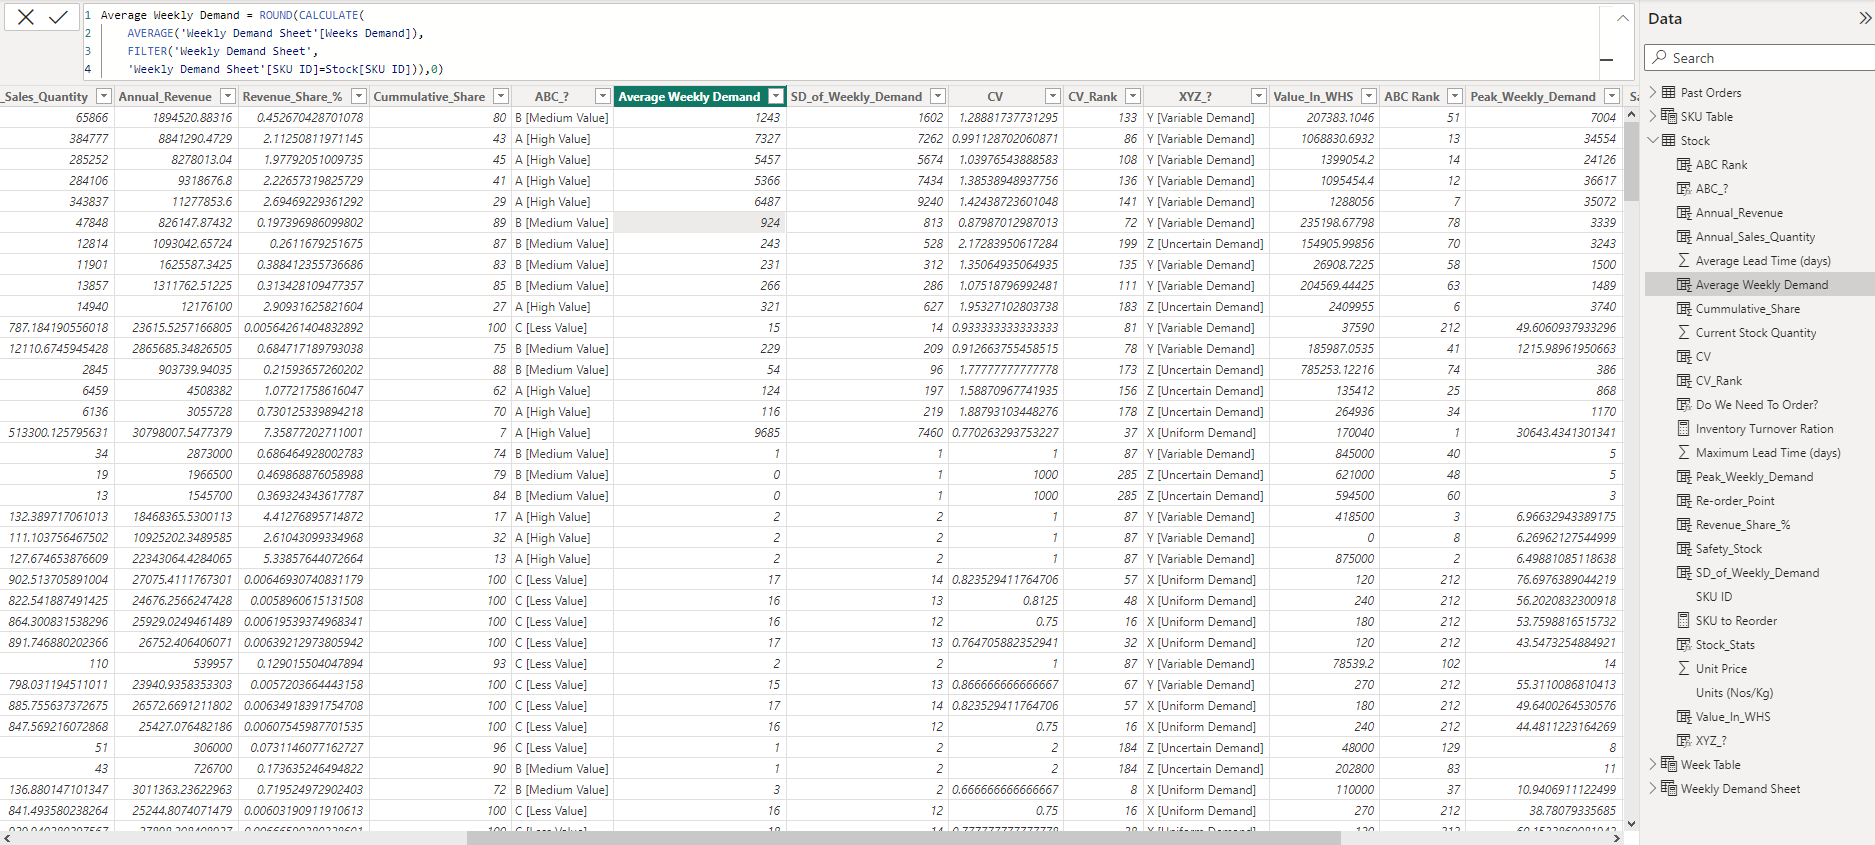 1 Average Weekly Demand = ROUND(CALCULATE(
2 AVERAGE('Weekly Demand Sheet'[Weeks Demand]),
3 FILTER('Weekly Demand Sheet',
4 'Weekly Demand Sheet'[SKU ID]=Stock[SKU ID])),0)
_Sales_Quantity Annual_Revenue Revenue_Share_% Cummulative_Share ABC_? Average Weekly Demand SD_of_Weekly_Demand CV CV_Rank XYZ_? Value_In_WHS ABC Rank Peak_Weekly_Demand
65866 1894520.88316 0.452670428701078 80 B [Medium Value] 1243 1602 1.28881737731295 133 Y [Variable Demand] 207383.1046 51 7004
384777 8841290.4729 2.11250811971145 43 A [High Value] 7327 7262 0.991128702060871 86 Y [Variable Demand] 1068830.6932 13 34554
285252 8278013.04 1.97792051009735 45 A [High Value] 5457 5674 1.03976543888583 108 Y [Variable Demand] 1399054.2 14 24126
284106 9318676.8 2.22657319825729 41 A [High Value] 5366 7434 1.38538948937756 136 Y [Variable Demand] 1095454.4 12 36617
343837 11277853.6 2.69469229361292 29 A [High Value] 6487 9240 1.42438723601048 141 Y [Variable Demand] 1288056 7 35072
47848 826147.87432 0.197396986099802 89 B [Medium Value] 924 813 0.87987012987013 72 Y [Variable Demand] 235198.67798 78 3339
12814 1093042.65724 0.2611679251675 87 B [Medium Value] 243 528 2.17283950617284 199 Z [Uncertain Demand] 154905.99856 70 3243
11901 1625587.3425 0.388412355736686 83 B [Medium Value] 231 312 1.35064935064935 135 Y [Variable Demand] 26908.7225 58 1500
13857 1311762.51225 0.313428109477357 85 B [Medium Value] 266 286 1.07518796992481 111 Y [Variable Demand] 204569.44425 63 1489
14940 12176100 2.90931625821604 27 A [High Value] 321 627 1.95327102803738 183 Z [Uncertain Demand] 2409955 6 3740
787.184190556018 23615.5257166805 0.00564261404832892 100 C [Less Value] 15 14 0.933333333333333 81 Y [Variable Demand] 37590 212 49.6060937933296
12110.6745945428 2865685.34826505 0.684717189793038 75 B [Medium Value] 229 209 0.912663755458515 78 Y [Variable Demand] 185987.0535 41 1215.98961950663
2845 903739.94035 0.21593657260202 88 B [Medium Value] 54 96 1.77777777777778 173 Z [Uncertain Demand] 785253.12216 74 386
6459 4508382 1.07721758616047 62 A [High Value] 124 197 1.58870967741935 156 Z [Uncertain Demand] 135412 25 868
6136 3055728 0.730125339894218 70 A [High Value] 116 219 1.88793103448276 178 Z [Uncertain Demand] 264936 34 1170
513300.125795631 30798007.5477379 7.35877202711001 7 A [High Value] 9685 7460 0.770263293753227 37 X [Uniform Demand] 170040 1 30643.4341301341
34 2873000 0.686464928002783 74 B [Medium Value] 1 1 1 87 Y [Variable Demand] 845000 40 5
19 1966500 0.469868876058988 79 B [Medium Value] 0 1 1000 285 Z [Uncertain Demand] 621000 48 5
13 1545700 0.369324343617787 84 B [Medium Value] 0 1 1000 285 Z [Uncertain Demand] 594500 60 3
132.389717061013 18468365.5300113 4.41276895714872 17 A [High Value] 2 2 1 87 Y [Variable Demand] 418500 3 6.96632943389175
111.103756467502 10925202.3489585 2.61043099334968 32 A [High Value] 2 2 1 87 Y [Variable Demand] 0 8 6.26962127544999
127.674653876609 22343064.4284065 5.33857644072664 13 A [High Value] 2 2 1 87 Y [Variable Demand] 875000 2 6.49881085118638
902.513705891004 27075.4111767301 0.00646930740831179 100 C [Less Value] 17 14 0.823529411764706 57 X [Uniform Demand] 120 212 76.6976389044219
822.541887491425 24676.2566247428 0.0058960615131508 100 C [Less Value] 16 13 0.8125 48 X [Uniform Demand] 240 212 56.2020832300918
864.300831538296 25929.0249461489 0.00619539374968341 100 C [Less Value] 16 12 0.75 16 X [Uniform Demand] 180 212 53.7598816515732
891.746880202366 26752.406406071 0.00639212973805942 100 C [Less Value] 17 13 0.764705882352941 32 X [Uniform Demand] 120 212 43.5473254884921
110 539957 0.129015504047894 93 C [Less Value] 2 2 1 87 Y [Variable Demand] 78539.2 102 14
798.031194511011 23940.9358353303 0.0057203664443158 100 C [Less Value] 15 13 0.866666666666667 67 Y [Variable Demand] 270 212 55.3110086810413
885.755637372675 26572.6691211802 0.00634918391754708 100 C [Less Value] 17 14 0.823529411764706 57 X [Uniform Demand] 180 212 49.6400264530576
847.569216072868 25427.076482186 0.00607545987701535 100 C [Less Value] 16 12 0.75 16 X [Uniform Demand] 240 212 44.4811223164269
51 306000 0.0731146077162727 96 C [Less Value] 1 2 2 184 Z [Uncertain Demand] 48000 129 8
43 726700 0.173635246494822 90 B [Medium Value] 1 2 2 184 Z [Uncertain Demand] 202800 83 11
136.880147101347 3011363.23622963 0.719524972902403 72 B [Medium Value] 3 2 0.666666666666667 8 X [Uniform Demand] 110000 37 10.9406911122499
841.493580238264 25244.8074071479 0.00603190911910613 100 C [Less Value] 16 12 0.75 16 X [Uniform Demand] 270 212 38.78079335685
Data
Search
Past Orders
SKU Table
Stock
ABC Rank
ABC_?
Annual_Revenue
Annual_Sales_Quantity
Average Lead Time (days)
Average Weekly Demand
Cummulative_Share
Current Stock Quantity
CV
CV_Rank
Do We Need To Order?
Inventory Turnover Ration
Maximum Lead Time (days)
Peak_Weekly_Demand
Re-order_Point
Revenue_Share_%
Safety_Stock
SD_of_Weekly_Demand
SKU ID
SKU to Reorder
Stock_Stats
Unit Price
Units (Nos/Kg)
Value_In_WHS
XYZ_?
Week Table
Weekly Demand Sheet